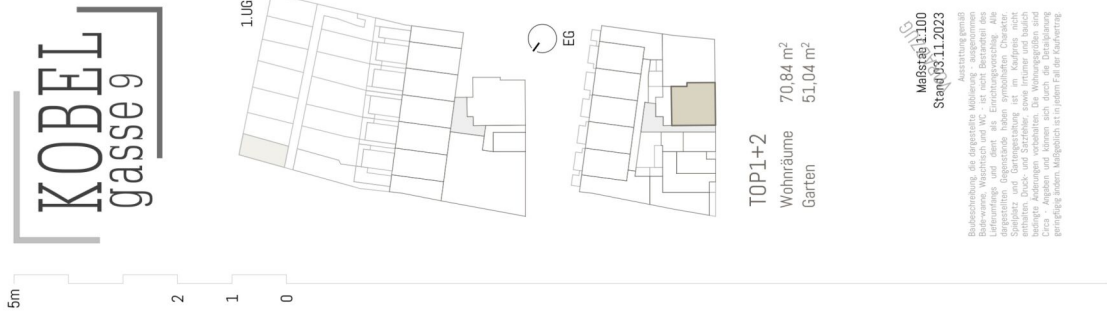 KOBEL
gasse 9
1.UG
EG
TOP1+2
Wohnräume 70,84 m²
Garten 51,04 m²
Maßstag 1:100
Stand 03.11.2023
Ausstattung gemäß
Baubeschreibung, die dargestellte Möblierung - ausgenommen
Badewanne, Waschtisch und WC - ist nicht Bestandteil des
Lieferumfangs und dient als Einrichtungsvorschlag. Alle
dargestellten Gegenstände haben symbolhaften Charakter.
Spielplatz und Gartengestaltung ist im Kaufpreis nicht
enthalten. Druck- und Satzfehler, sowie Irrtümer und baulich
bedingte Änderungen vorbehalten. Die Wohnungsgrößen sind
Circa - Angaben und können sich durch die Detailplanung
geringfügig ändern. Maßgeblich ist in jedem Fall der Kaufvertrag.
5m
2
1
0